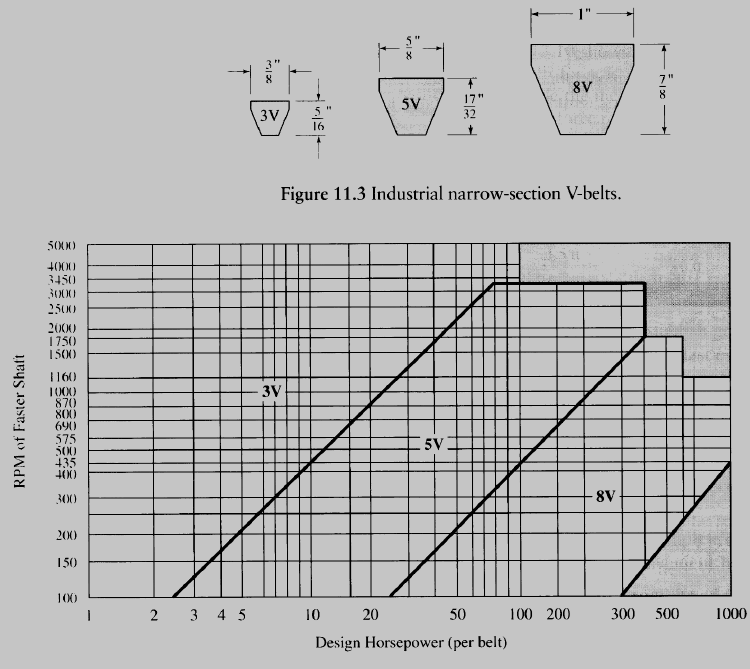 1"
5/8"
3/8"
3V
5/16"
5V
17/32"
8V
7/8"
Figure 11.3 Industrial narrow-section V-belts.
RPM of Faster Shaft
5000
4000
3450
3000
2500
2000
1750
1500
1160
1000
870
800
690
575
500
435
400
300
200
150
100
3V
5V
8V
1 2 3 4 5 10 20 50 100 200 300 500 1000
Design Horsepower (per belt)